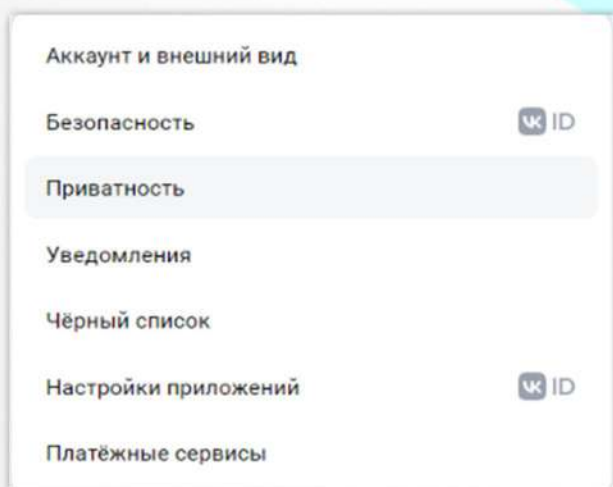 Аккаунт и внешний вид
Безопасность VK ID
Приватность
Уведомления
Чёрный список
Настройки приложений VK ID
Платёжные сервисы